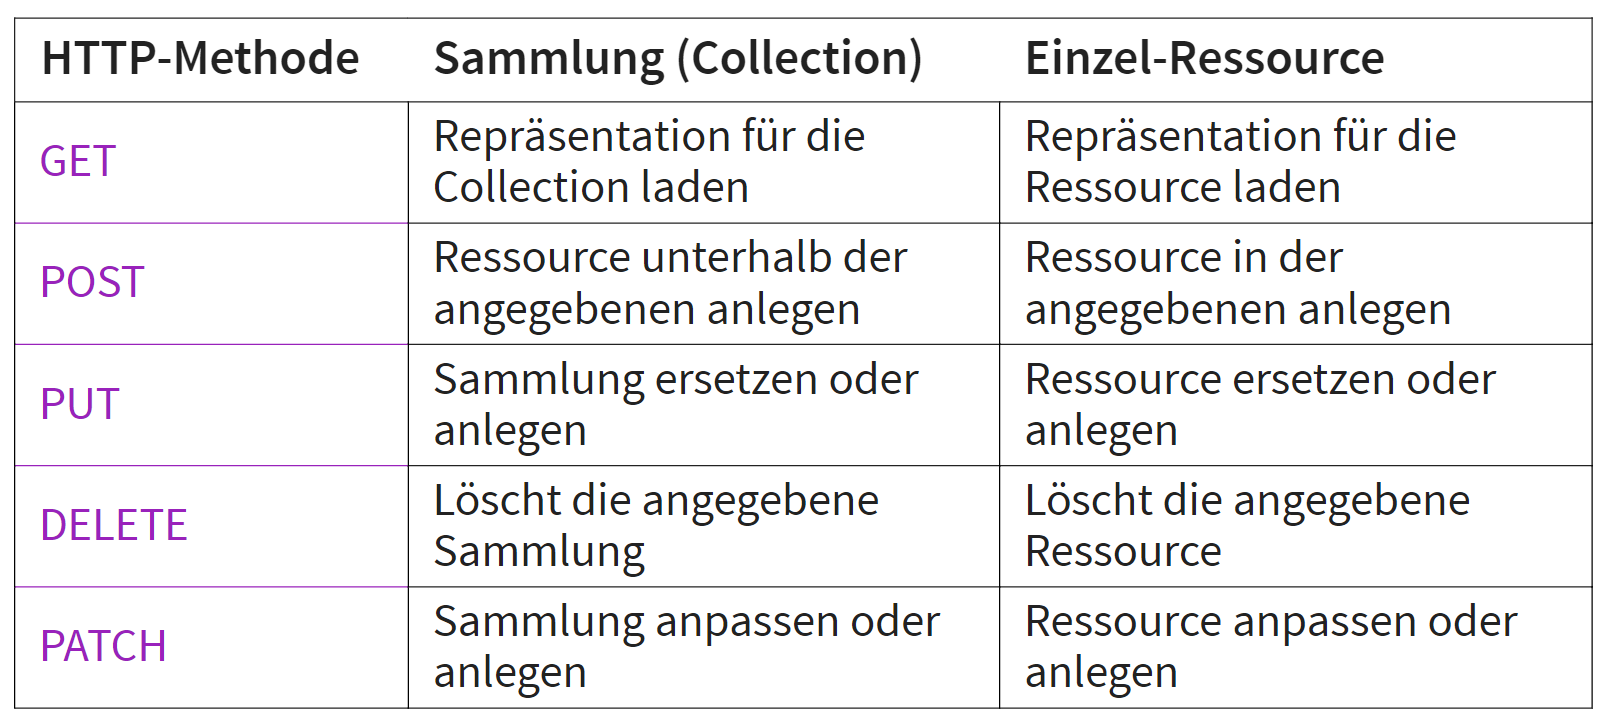 HTTP-Methode Sammlung (Collection) Einzel-Ressource
GET
Repräsentation für die
Collection laden
Repräsentation für die
Ressource laden
POST
Ressource unterhalb der
angegebenen anlegen
Ressource in der
angegebenen anlegen
PUT
Sammlung ersetzen oder
anlegen
Ressource ersetzen oder
anlegen
DELETE
Löscht die angegebene
Sammlung
Löscht die angegebene
Ressource
PATCH
Sammlung anpassen oder
anlegen
Ressource anpassen oder
anlegen